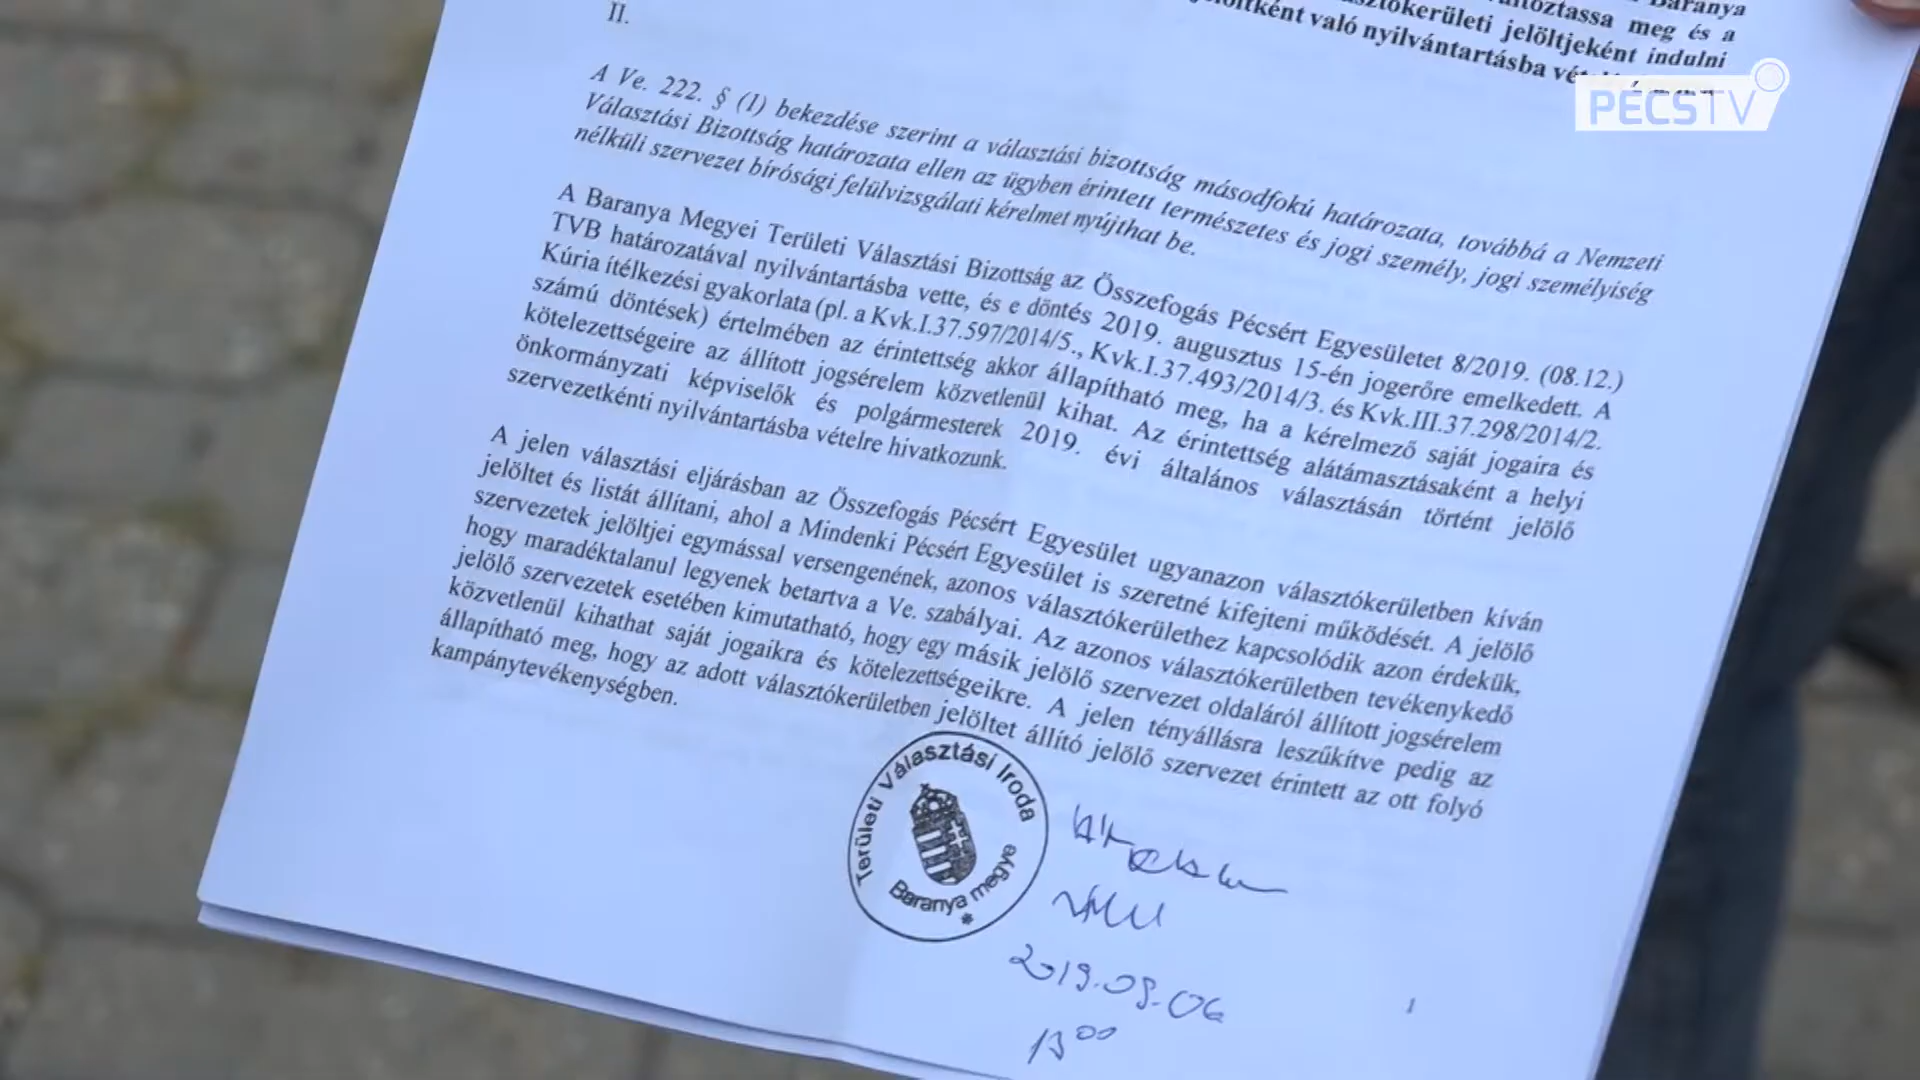 Baranya
változtassa meg és a
választókerületi jelöltjeként indulni
jelöltként való nyilvántartásba
PÉCSTV
II.
A Ve. 222. § (1) bekezdése szerint a választási bizottság másodfokú határozata, továbbá a Nemzeti
Választási Bizottság határozata ellen az ügyben érintett természetes és jogi személy, jogi személyiség
nélküli szervezet bírósági felülvizsgálati kérelmet nyújthat be.
A Baranya Megyei Területi Választási Bizottság az Összefogás Pécsért Egyesületet 8/2019. (08.12.)
TVB határozatával nyilvántartásba vette, és e döntés 2019. augusztus 15-én jogerőre emelkedett. A
Kúria ítélkezési gyakorlata (pl. a Kvk.I.37.597/2014/5., Kvk.I.37.493/2014/3. és Kvk.III.37.298/2014/2.
számú döntések) értelmében az érintettség akkor állapítható meg, ha a kérelmező saját jogaira és
kötelezettségeire az állított jogsérelem közvetlenül kihat. Az érintettség alátámasztásaként a helyi
önkormányzati képviselők és polgármesterek 2019. évi általános választásán történt jelölő
szervezetkénti nyilvántartásba vételre hivatkozunk.
A jelen választási eljárásban az Összefogás Pécsért Egyesület ugyanazon választókerületben kíván
jelöltet és listát állítani, ahol a Mindenki Pécsért Egyesület is szeretné kifejteni működését. A jelölő
szervezetek jelöltjei egymással versengenének, azonos választókerülethez kapcsolódik azon érdekük,
hogy maradéktalanul legyenek betartva a Ve. szabályai. Az azonos választókerületben tevékenykedő
jelölő szervezetek esetében kimutatható, hogy egy másik jelölő szervezet oldaláról állított jogsérelem
közvetlenül kihathat saját jogaikra és kötelezettségeikre. A jelen tényállásra leszűkítve pedig az
állapítható meg, hogy az adott választókerületben jelöltet állító jelölő szervezet érintett az ott folyó
kampánytevékenységben.
Területi Választási Iroda
Baranya megye
*
2019.09.06
13 00
1